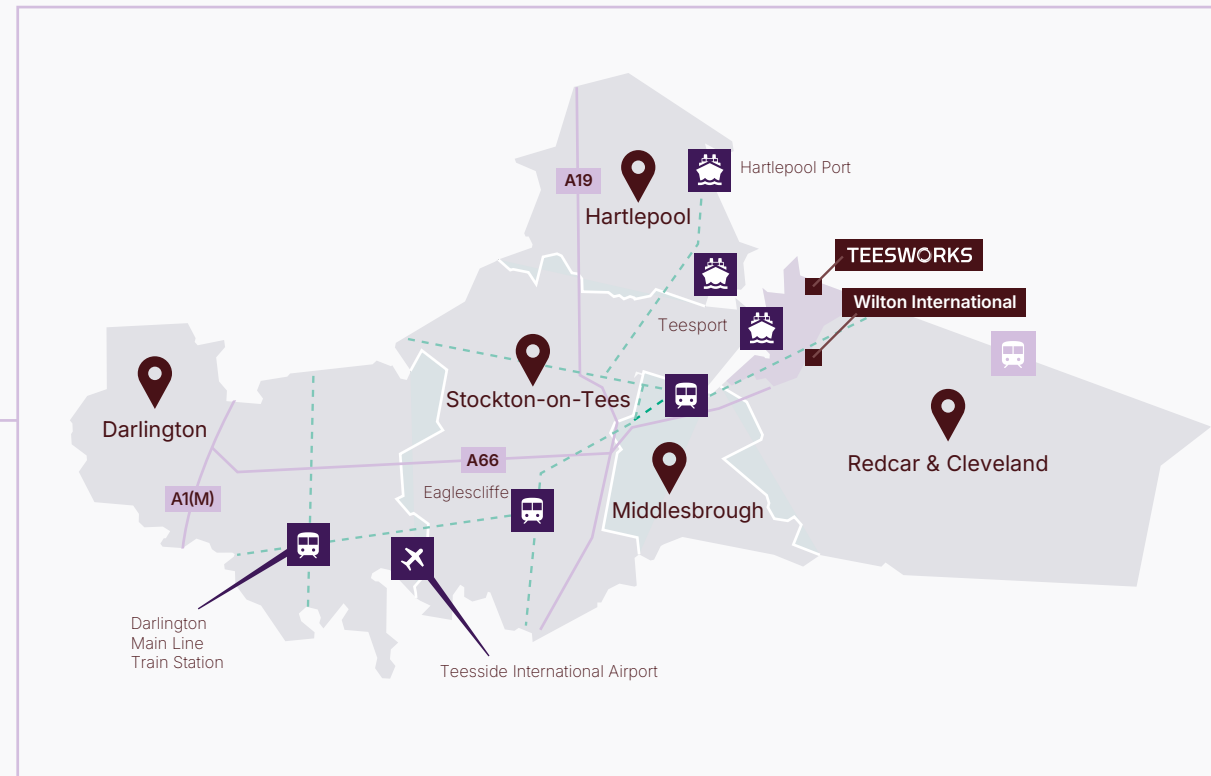 Hartlepool Port
A19
Hartlepool
TEESWORKS
Wilton International
Teesport
Stockton-on-Tees
Darlington
Redcar & Cleveland
A66
A1(M)
Eaglescliffe
Middlesbrough
Darlington
Main Line
Train Station
Teesside International Airport